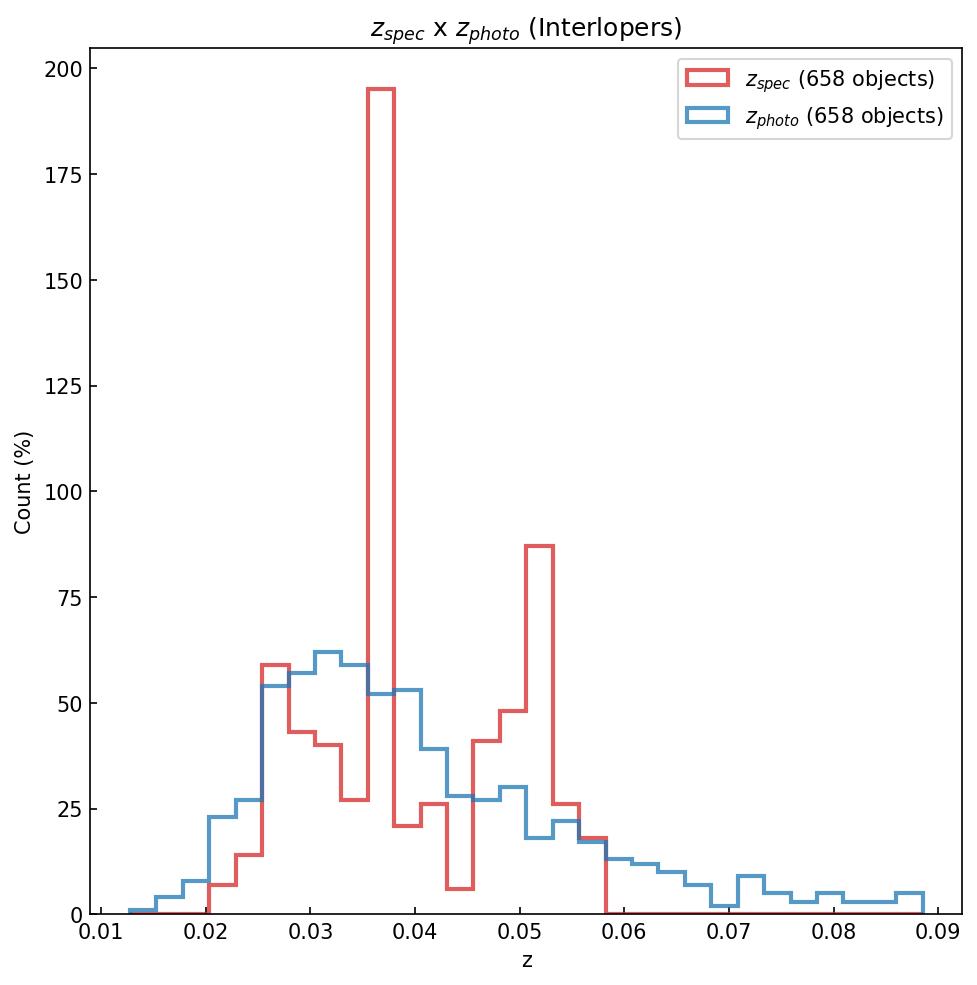 z_spec x z_photo (Interlopers)
z_spec (658 objects)
z_photo (658 objects)
Count (%)
200
175
150
125
100
75
50
25
0
0.01 0.02 0.03 0.04 0.05 0.06 0.07 0.08 0.09
z